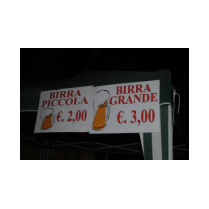 BIRRA
PICCOLA
€. 2,00
BIRRA
GRANDE
€. 3,00